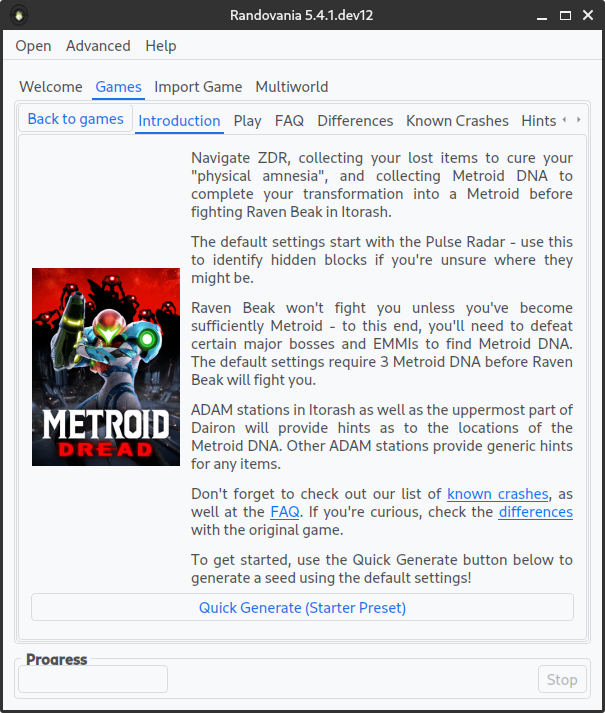 Randovania 5.4.1.dev12
Open Advanced Help
Welcome Games Import Game Multiworld
Back to games Introduction Play FAQ Differences Known Crashes Hints
Navigate ZDR, collecting your lost items to cure your
"physical amnesia", and collecting Metroid DNA to
complete your transformation into a Metroid before
fighting Raven Beak in Itorash.
The default settings start with the Pulse Radar - use this
to identify hidden blocks if you're unsure where they
might be.
Raven Beak won't fight you unless you've become
sufficiently Metroid - to this end, you'll need to defeat
certain major bosses and EMMIs to find Metroid DNA.
The default settings require 3 Metroid DNA before Raven
Beak will fight you.
ADAM stations in Itorash as well as the uppermost part of
Dairon will provide hints as to the locations of the
Metroid DNA. Other ADAM stations provide generic hints
for any items.
Don't forget to check out our list of known crashes, as
well at the FAQ. If you're curious, check the differences
with the original game.
To get started, use the Quick Generate button below to
generate a seed using the default settings!
METROID
DREAD
Quick Generate (Starter Preset)
Progress
Stop